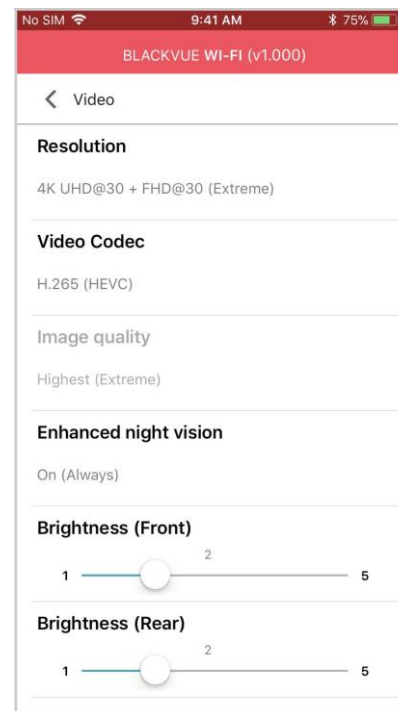 No SIM 9:41 AM 75%
BLACKVUE WI-FI (v1.000)
Video
Resolution
4K UHD@30 + FHD@30 (Extreme)
Video Codec
H.265 (HEVC)
Image quality
Highest (Extreme)
Enhanced night vision
On (Always)
Brightness (Front)
2
1 5
Brightness (Rear)
2
1 5